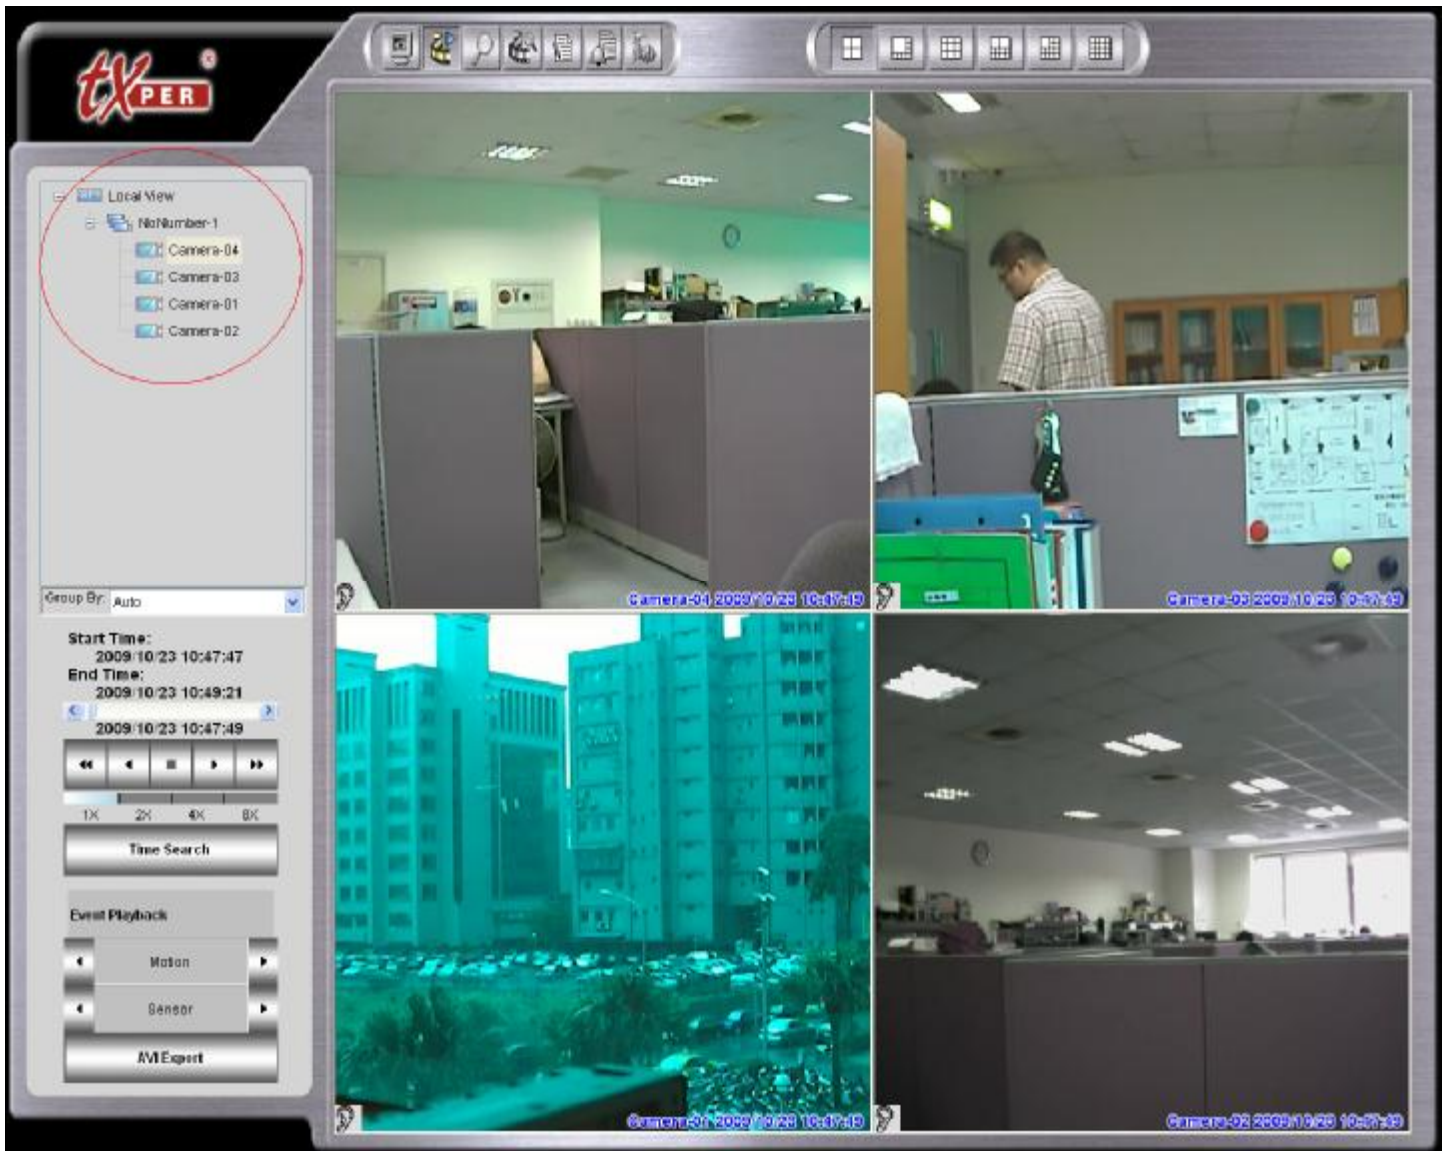 tXPER
®
Local View
NoNumber-1
Camera-04
Camera-03
Camera-01
Camera-02
Group By: Auto
Start Time:
2009/10/23 10:47:47
End Time:
2009/10/23 10:49:21
2009/10/23 10:47:49
1X 2X 4X 8X
Time Search
Event Playback
Motion
Sensor
AVI Export
Camera-04 2009/10/23 10:47:49
Camera-03 2009/10/23 10:47:49
Camera-01 2009/10/23 10:47:49
Camera-02 2009/10/23 10:47:49